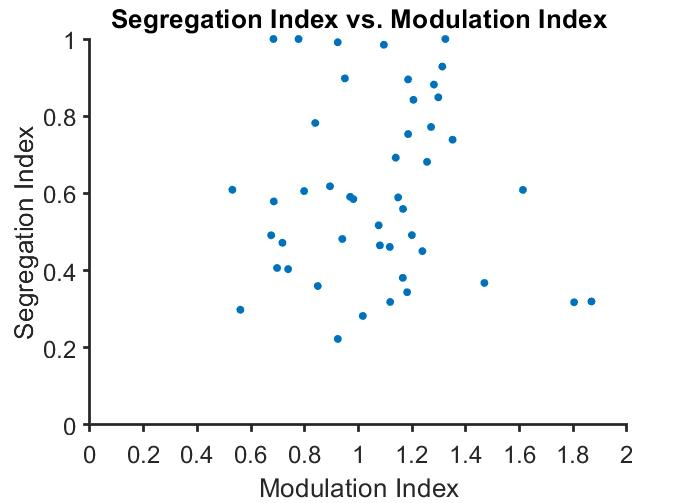 Segregation Index vs. Modulation Index
1
0.8
0.6
0.4
0.2
0
Segregation Index
0 0.2 0.4 0.6 0.8 1 1.2 1.4 1.6 1.8 2
Modulation Index